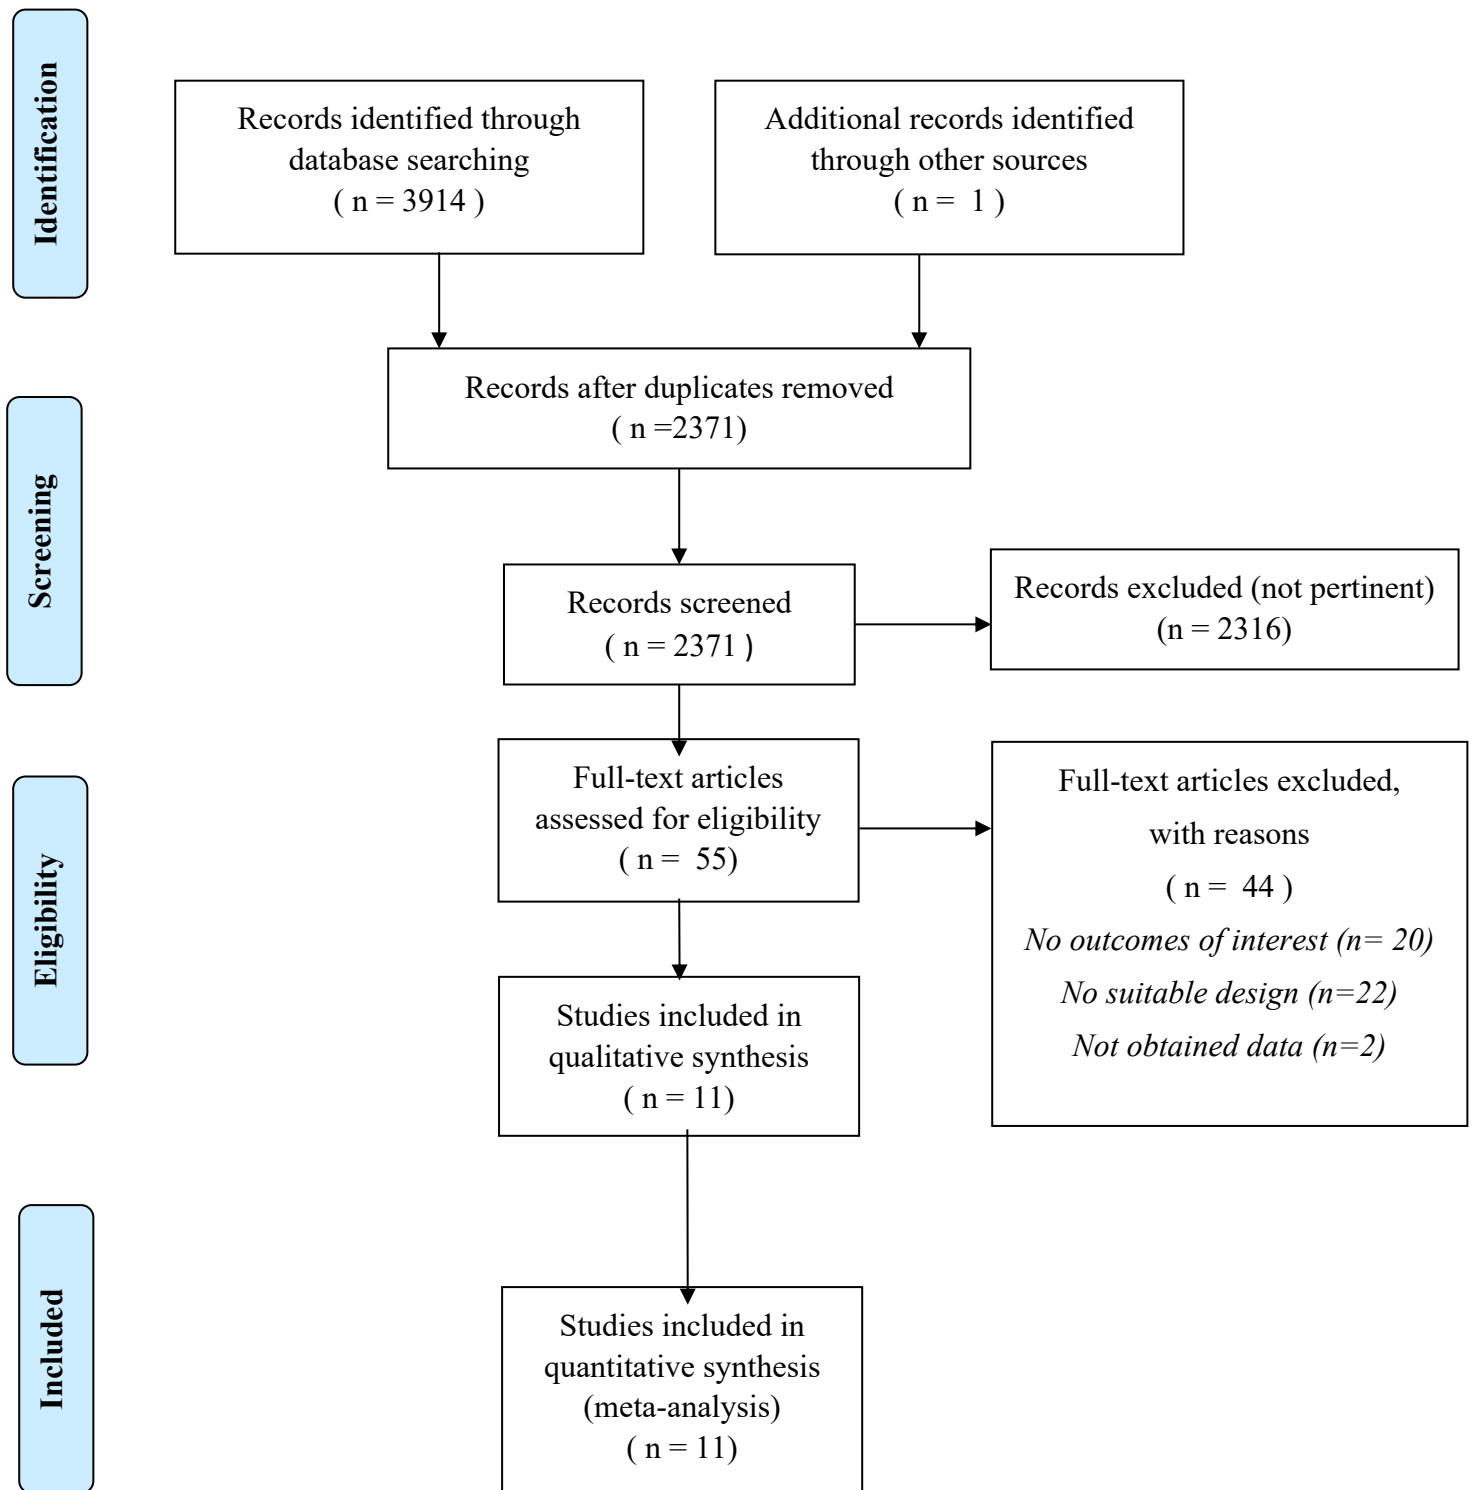 Identification
Records identified through
database searching
( n = 3914 )
Additional records identified
through other sources
( n =  1 )
Records after duplicates removed
( n =2371)
Screening
Records screened
( n = 2371 )
Records excluded (not pertinent)
(n = 2316)
Eligibility
Full-text articles
assessed for eligibility
( n =  55)
Full-text articles excluded,
with reasons
( n =  44 )
No outcomes of interest (n= 20)
No suitable design (n=22)
Not obtained data (n=2)
Studies included in
qualitative synthesis
( n = 11)
Included
Studies included in
quantitative synthesis
(meta-analysis)
( n = 11)